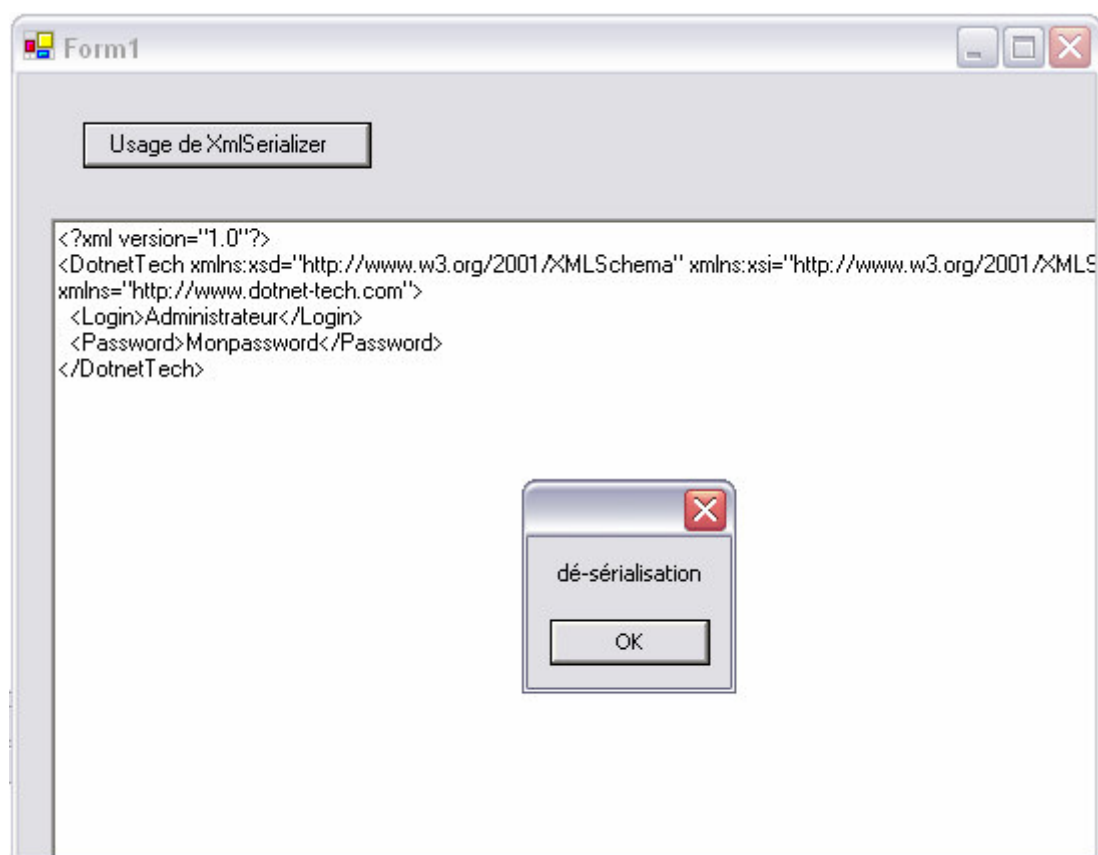 Form1
Usage de XmlSerializer
<?xml version="1.0"?>
<DotnetTech xmlns:xsd="http://www.w3.org/2001/XMLSchema" xmlns:xsi="http://www.w3.org/2001/XMLS
xmlns="http://www.dotnet-tech.com">
<Login>Administrateur</Login>
<Password>Monpassword</Password>
</DotnetTech>
dé-sérialisation
OK